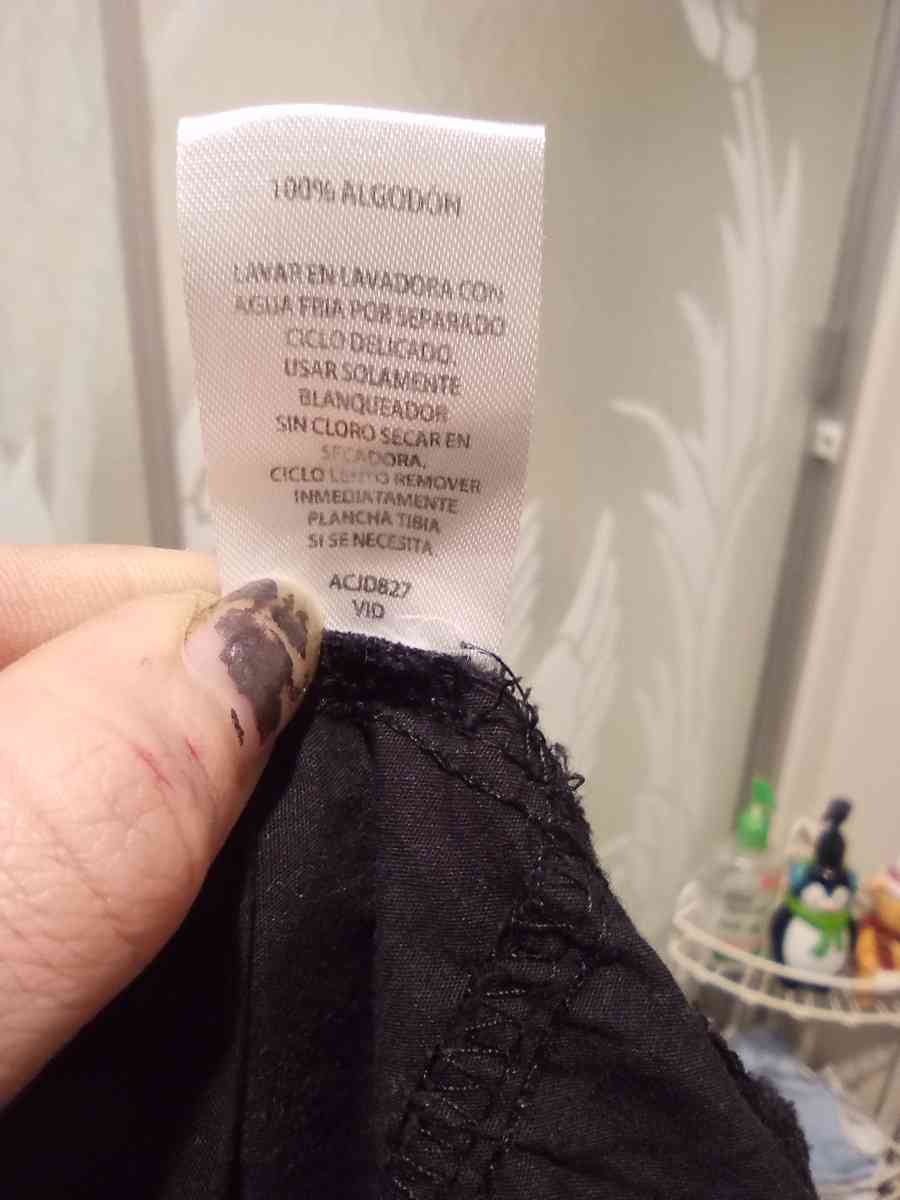 100% ALGODÓN
LAVAR EN LAVADORA CON
AGUA FRIA POR SEPARADO
CICLO DELICADO.
USAR SOLAMENTE
BLANQUEADOR
SIN CLORO SECAR EN
SECADORA,
CICLO LENTO REMOVER
INMEDIATAMENTE
PLANCHA TIBIA
SI SE NECESITA
ACJD827
VID